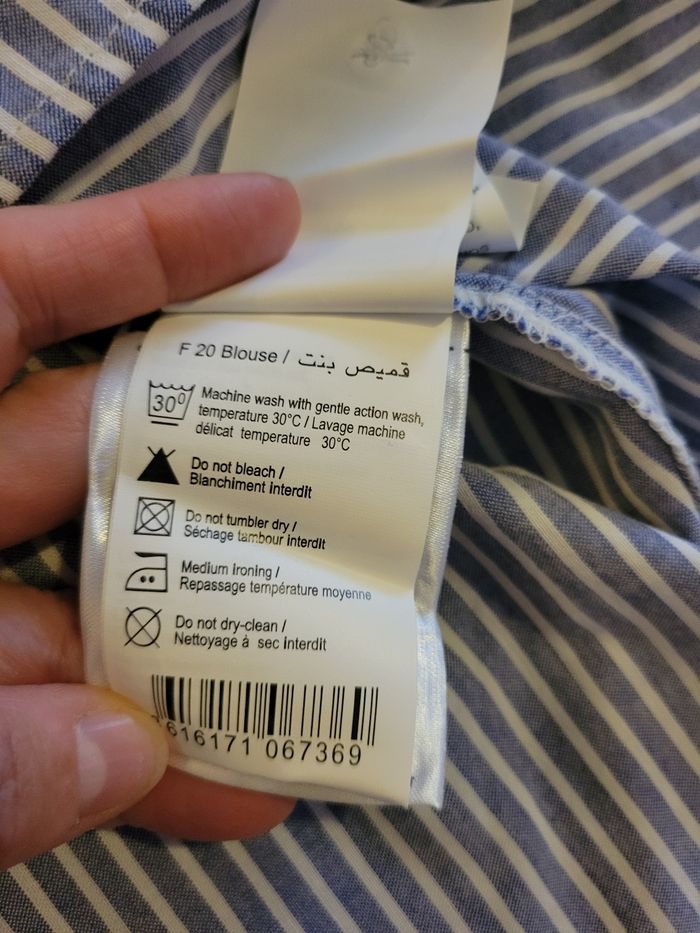 F 20 Blouse / قميص بنت
30⁰
Machine wash with gentle action wash,
temperature 30°C / Lavage machine
délicat temperature 30°C
Do not bleach /
Blanchiment interdit
Do not tumbler dry /
Séchage tambour interdit
Medium ironing /
Repassage température moyenne
Do not dry-clean /
Nettoyage à sec interdit
616171 067369